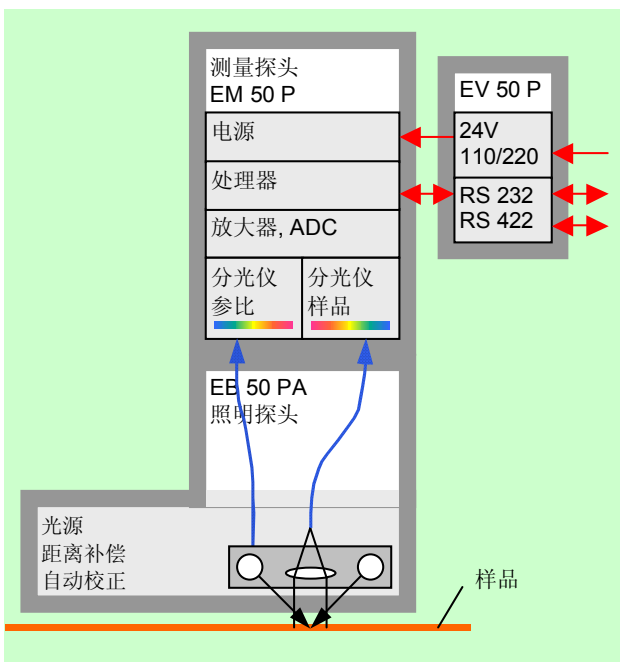 测量探头
EM 50 P
电源
处理器
放大器, ADC
分光仪
参比
分光仪
样品
EV 50 P
24V
110/220
RS 232
RS 422
EB 50 PA
照明探头
光源
距离补偿
自动校正
样品